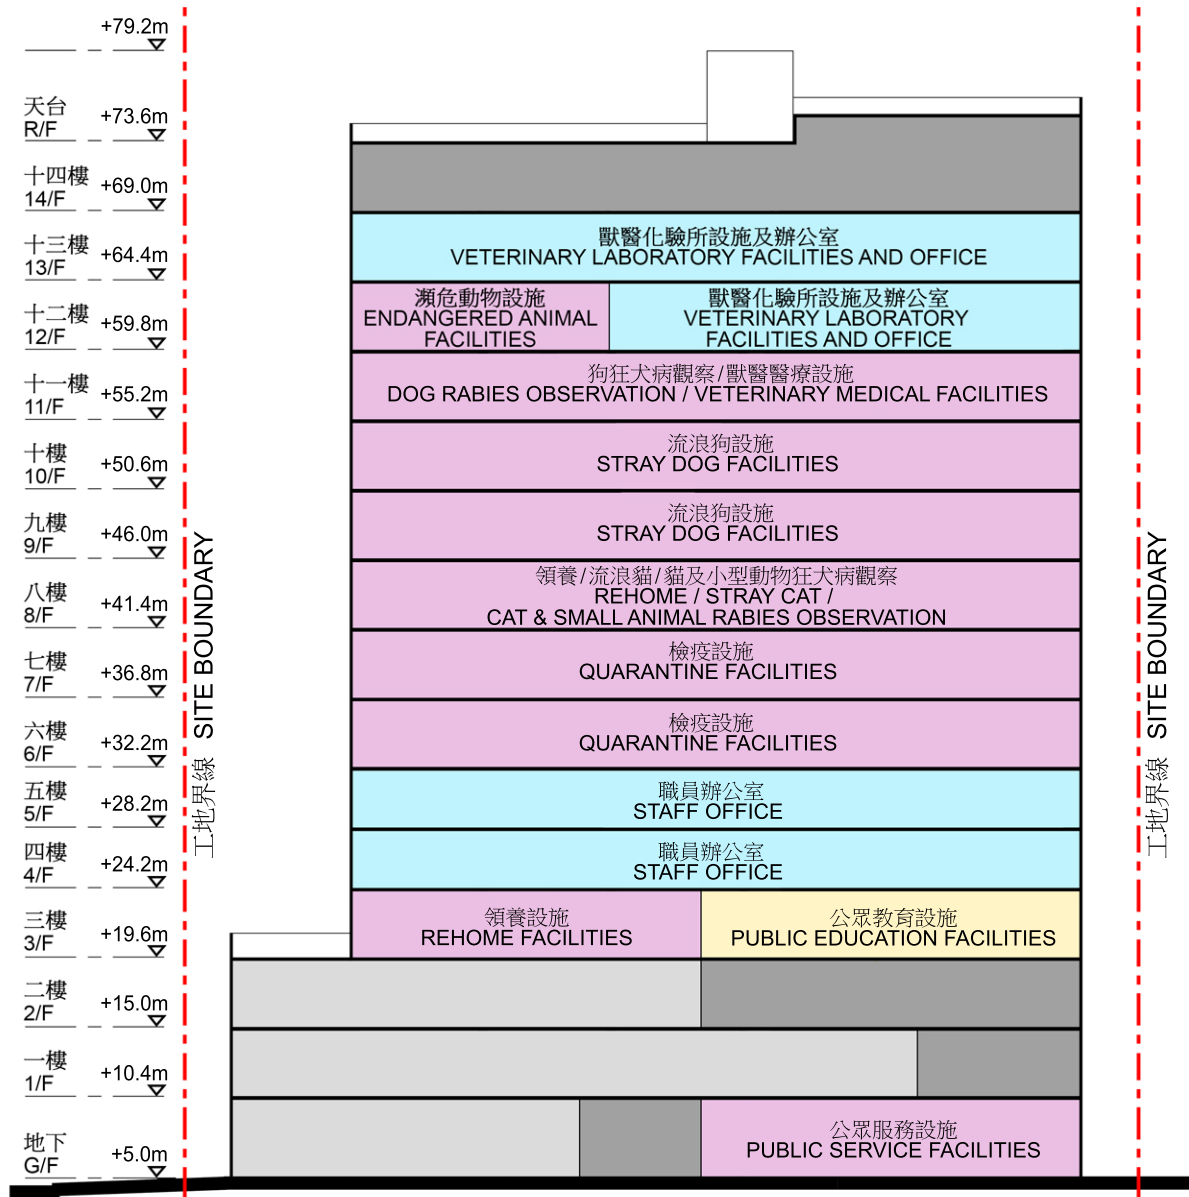 +79.2m
天台
R/F
+73.6m
十四樓
14/F
+69.0m
十三樓
13/F
+64.4m
獸醫化驗所設施及辦公室
VETERINARY LABORATORY FACILITIES AND OFFICE
十二樓
12/F
+59.8m
瀕危動物設施
ENDANGERED ANIMAL
FACILITIES
獸醫化驗所設施及辦公室
VETERINARY LABORATORY
FACILITIES AND OFFICE
十一樓
11/F
+55.2m
狗狂犬病觀察/獸醫醫療設施
DOG RABIES OBSERVATION / VETERINARY MEDICAL FACILITIES
十樓
10/F
+50.6m
流浪狗設施
STRAY DOG FACILITIES
九樓
9/F
+46.0m
流浪狗設施
STRAY DOG FACILITIES
八樓
8/F
+41.4m
領養/流浪貓/貓及小型動物狂犬病觀察
REHOME / STRAY CAT /
CAT & SMALL ANIMAL RABIES OBSERVATION
七樓
7/F
+36.8m
檢疫設施
QUARANTINE FACILITIES
六樓
6/F
+32.2m
檢疫設施
QUARANTINE FACILITIES
五樓
5/F
+28.2m
職員辦公室
STAFF OFFICE
四樓
4/F
+24.2m
職員辦公室
STAFF OFFICE
三樓
3/F
+19.6m
領養設施
REHOME FACILITIES
公眾教育設施
PUBLIC EDUCATION FACILITIES
二樓
2/F
+15.0m
一樓
1/F
+10.4m
地下
G/F
+5.0m
公眾服務設施
PUBLIC SERVICE FACILITIES
工地界線 SITE BOUNDARY
工地界線 SITE BOUNDARY